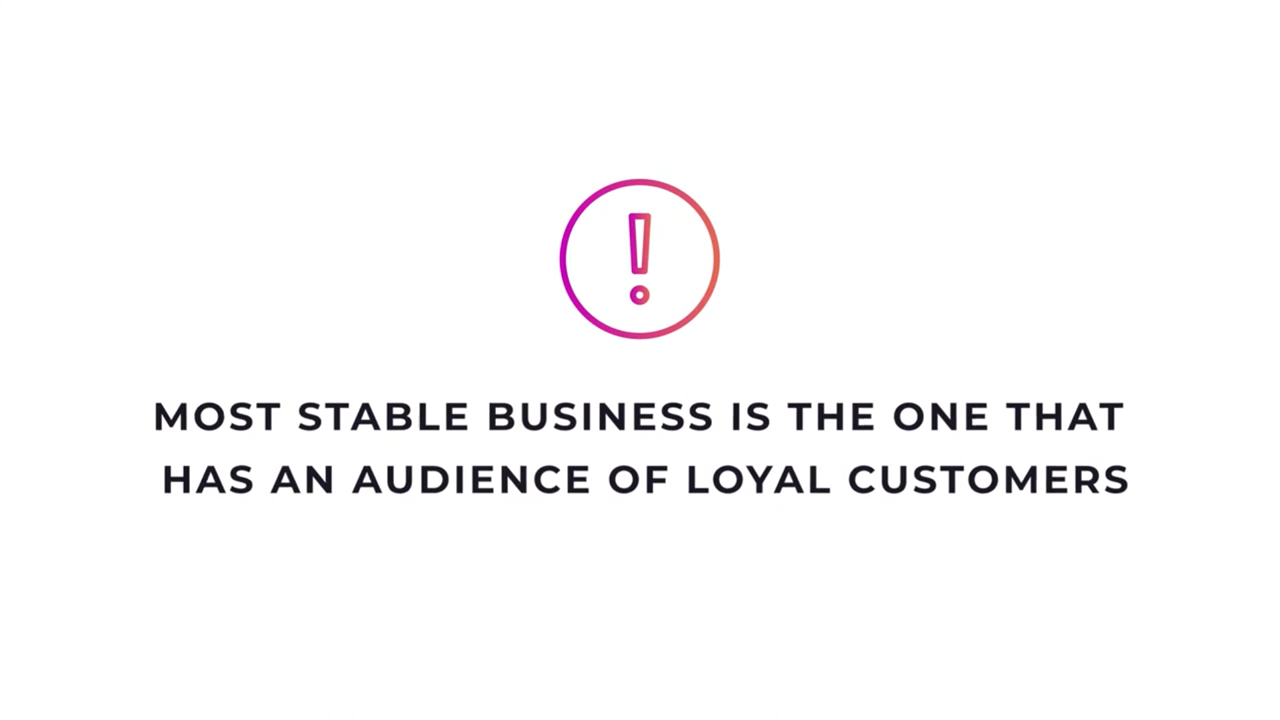 MOST STABLE BUSINESS IS THE ONE THAT
HAS AN AUDIENCE OF LOYAL CUSTOMERS